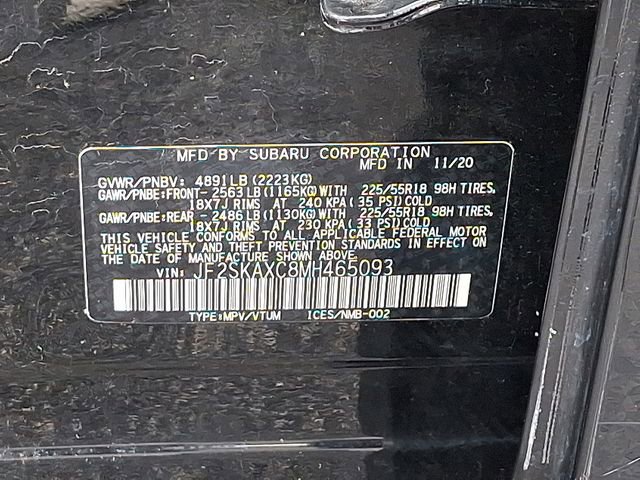 MFD BY SUBARU CORPORATION
MFD IN 11/20
GVWR/PNBV: 4891LB(2223KG)
GAWR/PNBE:FRONT-2563LB(1165KG)WITH 225/55R18 98H TIRES,
18X7J RIMS AT 240 KPA(35 PSI)COLD
GAWR/PNBE:REAR -2486LB(1130KG)WITH 225/55R18 98H TIRES,
18X7J RIMS AT 230 KPA(33 PSI)COLD
THIS VEHICLE CONFORMS TO ALL APPLICABLE FEDERAL MOTOR
VEHICLE SAFETY AND THEFT PREVENTION STANDARDS IN EFFECT ON
THE DATE OF MANUFACTURE SHOWN ABOVE.
VIN: JF2SKAXC8MH465093
TYPE:MPV/VTUM ICES/NMB-002